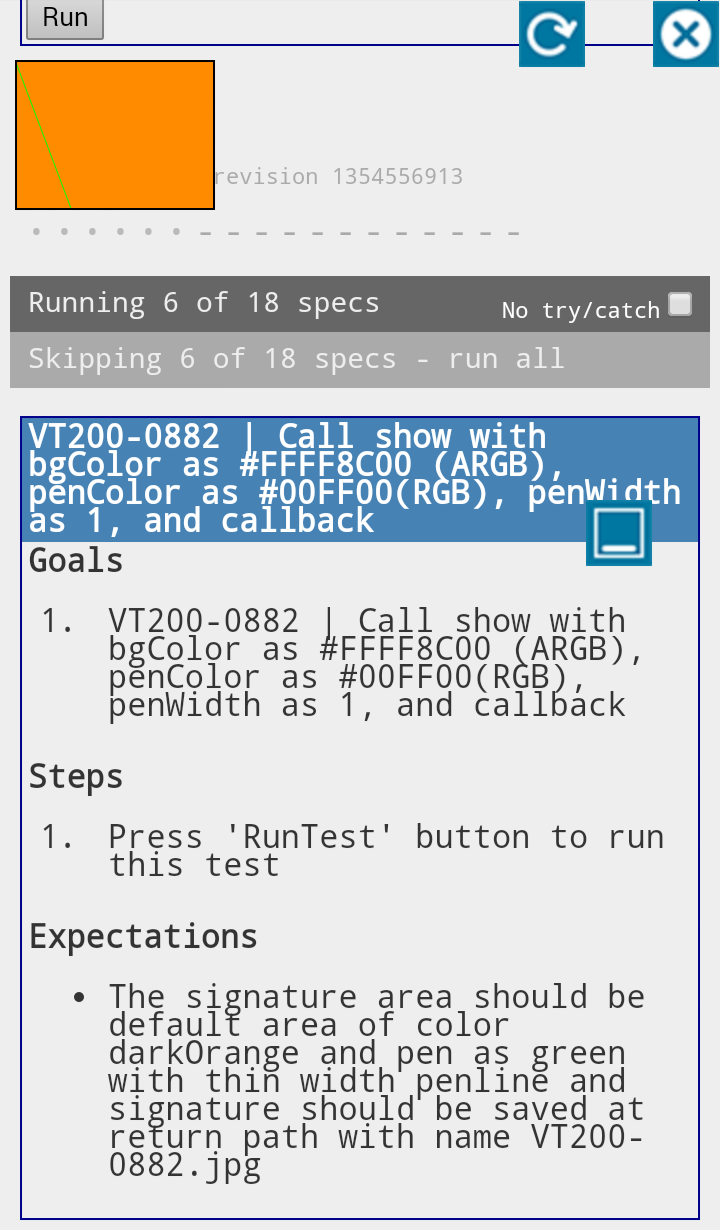 Run
revision 1354556913
Running 6 of 18 specs
No try/catch
Skipping 6 of 18 specs - run all
VT200-0882 | Call show with
bgColor as #FFFF8C00 (ARGB),
penColor as #00FF00(RGB), penWidth
as 1, and callback
Goals
1. VT200-0882 | Call show with
bgColor as #FFFF8C00 (ARGB),
penColor as #00FF00(RGB),
penWidth as 1, and callback
Steps
1. Press 'RunTest' button to run
this test
Expectations
• The signature area should be
default area of color
darkOrange and pen as green
with thin width penline and
signature should be saved at
return path with name VT200-
0882.jpg